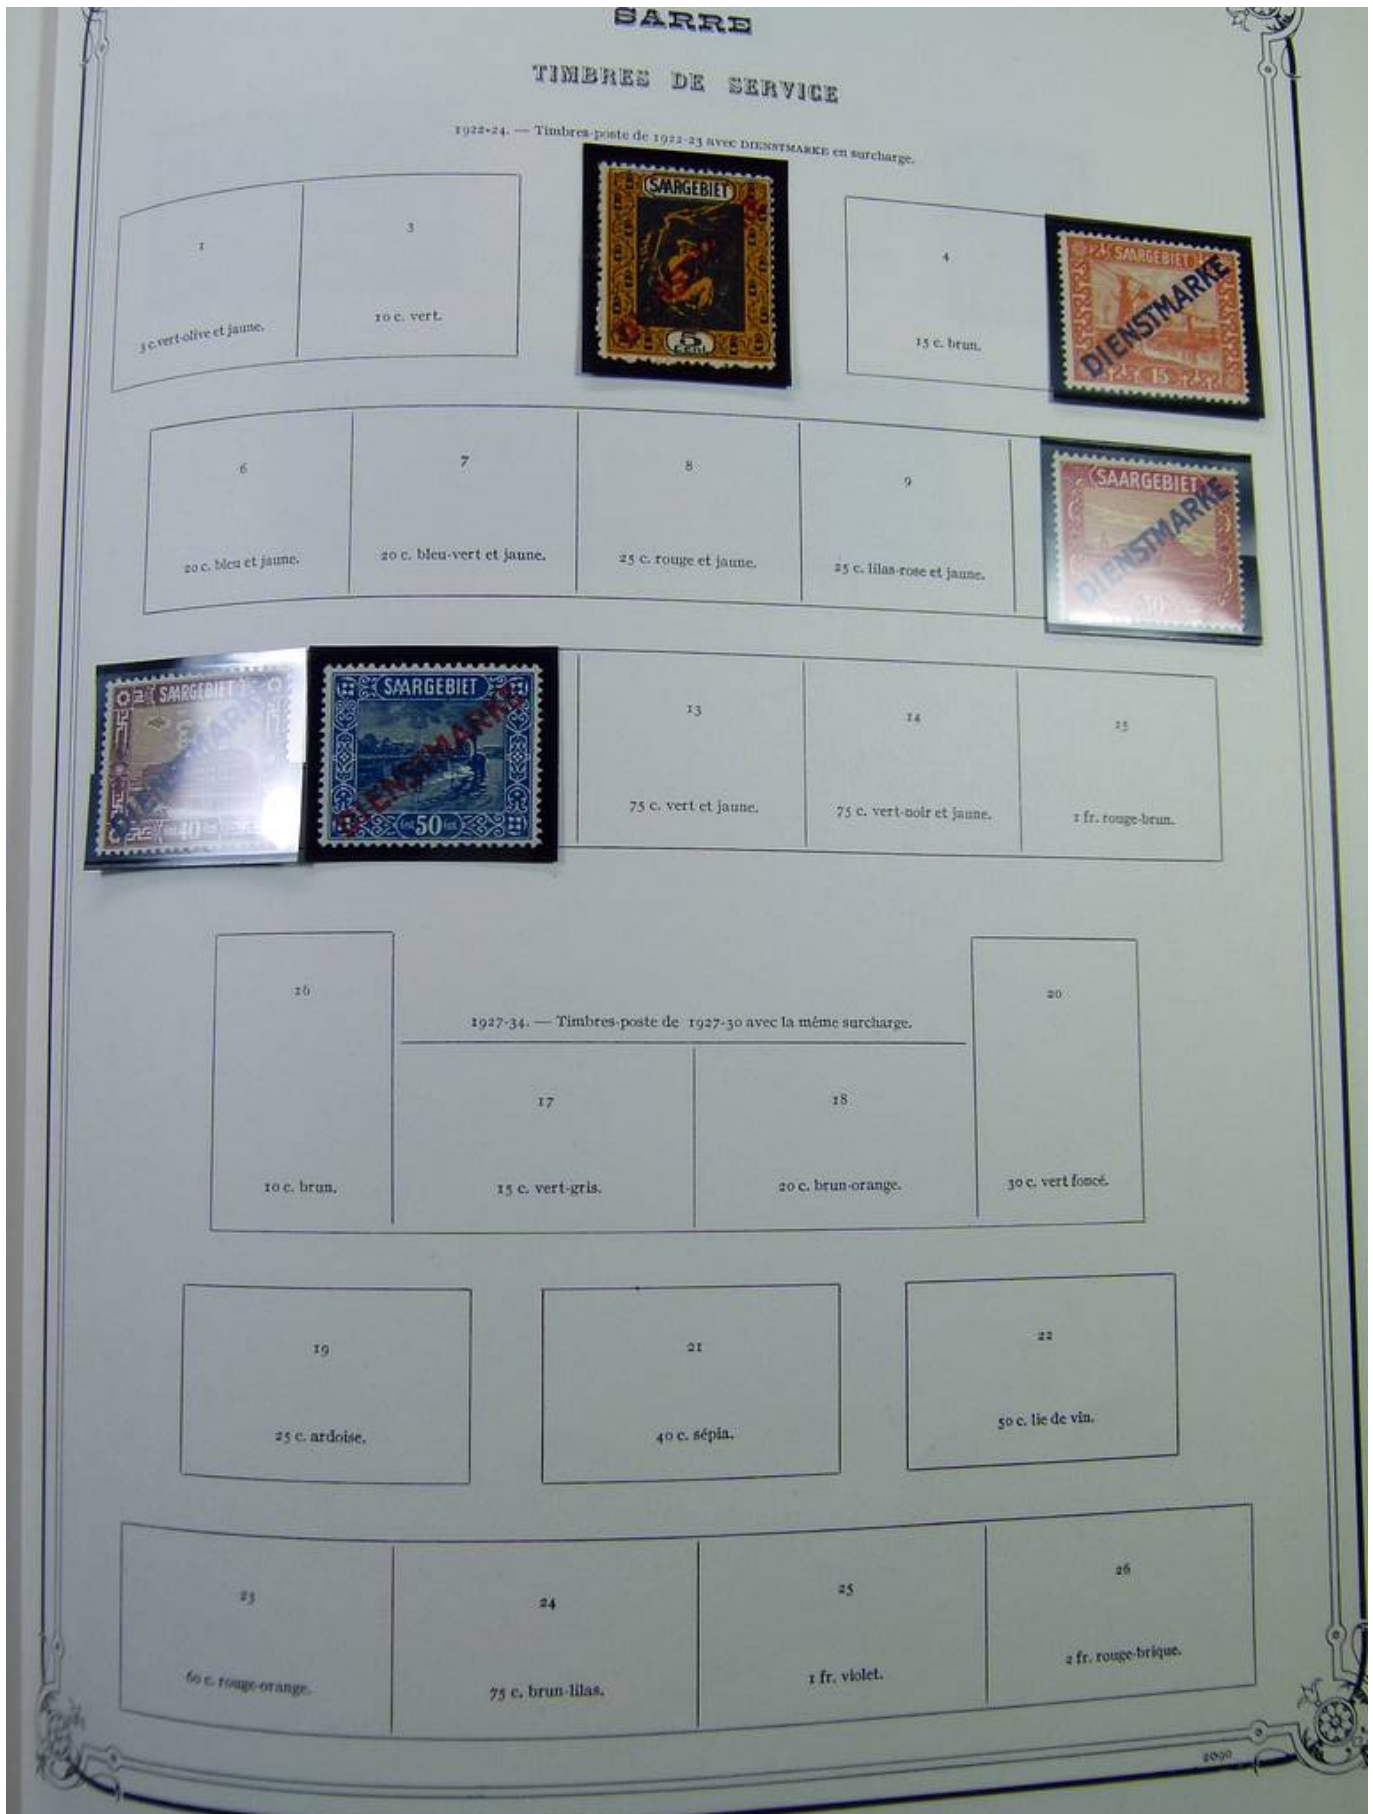 SARRE
TIMBRES DE SERVICE
1922-24. — Timbres-poste de 1922-23 avec DIENSTMARKE en surcharge.
1
3 c. vert-olive et jaune.
3
10 c. vert.
SAARGEBIET
5
Cent.
4
15 c. brun.
SAARGEBIET
DIENSTMARKE
15
6
20 c. bleu et jaune.
7
20 c. bleu-vert et jaune.
8
25 c. rouge et jaune.
9
25 c. lilas-rose et jaune.
SAARGEBIET
DIENSTMARKE
30
SAARGEBIET
DIENSTMARKE
40
SAARGEBIET
DIENSTMARKE
Cent. 50 Cent.
13
75 c. vert et jaune.
14
75 c. vert-noir et jaune.
15
1 fr. rouge-brun.
16
10 c. brun.
1927-34. — Timbres-poste de 1927-30 avec la même surcharge.
17
15 c. vert-gris.
18
20 c. brun-orange.
20
30 c. vert foncé.
19
25 c. ardoise.
21
40 c. sépia.
22
50 c. lie de vin.
23
60 c. rouge-orange.
24
75 c. brun-lilas.
25
1 fr. violet.
26
2 fr. rouge-brique.
2090